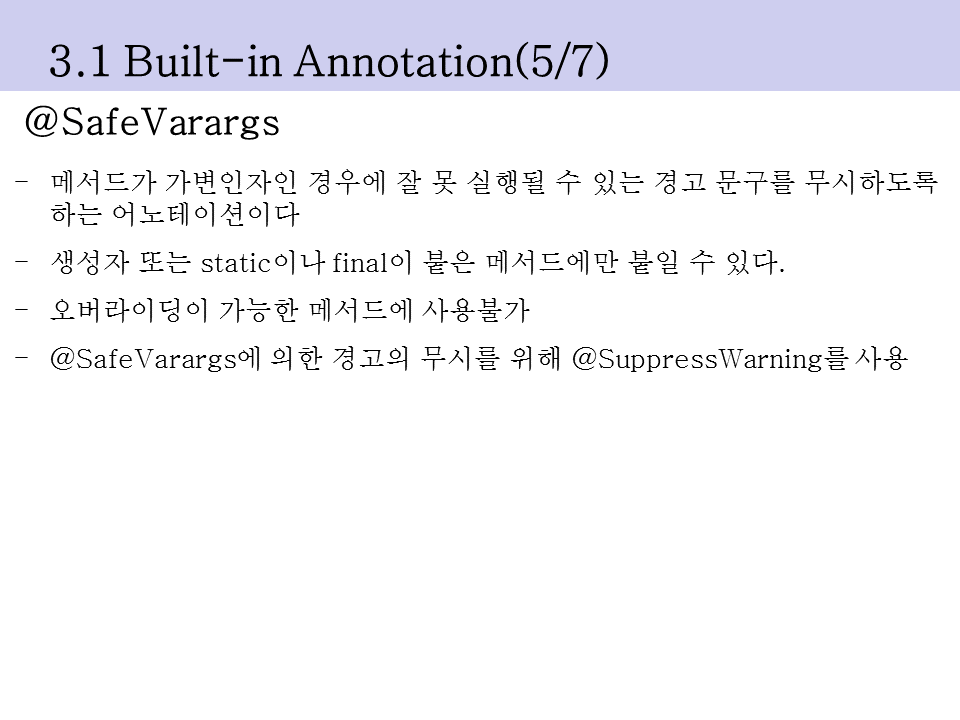 3.1 Built-in Annotation(5/7)
@SafeVarargs
- 메서드가 가변인자인 경우에 잘 못 실행될 수 있는 경고 문구를 무시하도록
하는 어노테이션이다
- 생성자 또는 static이나 final이 붙은 메서드에만 붙일 수 있다.
- 오버라이딩이 가능한 메서드에 사용불가
- @SafeVarargs에 의한 경고의 무시를 위해 @SuppressWarning를 사용